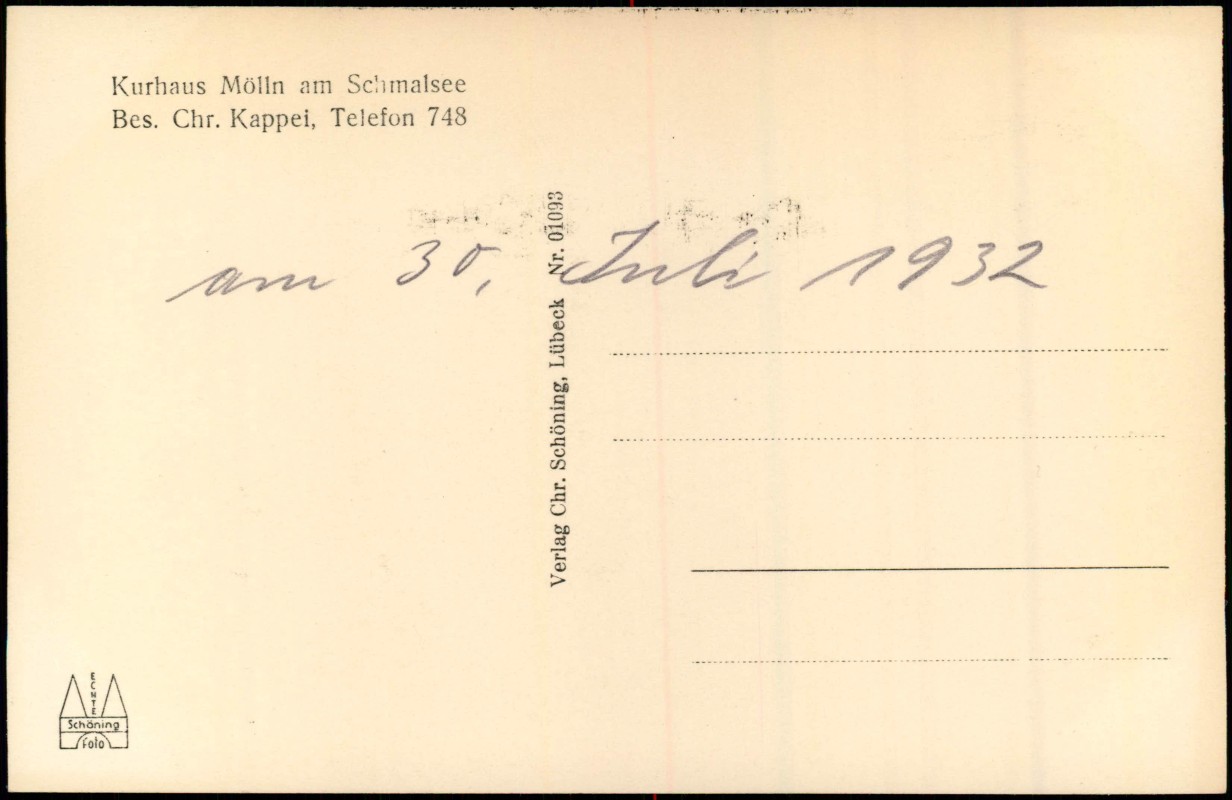 Kurhaus Mölln am Schmalsee
Bes. Chr. Kappei, Telefon 748
am 30. Juli 1932
Verlag Chr. Schöning, Lübeck Nr. 01093
ECHTE
Schöning
Foto